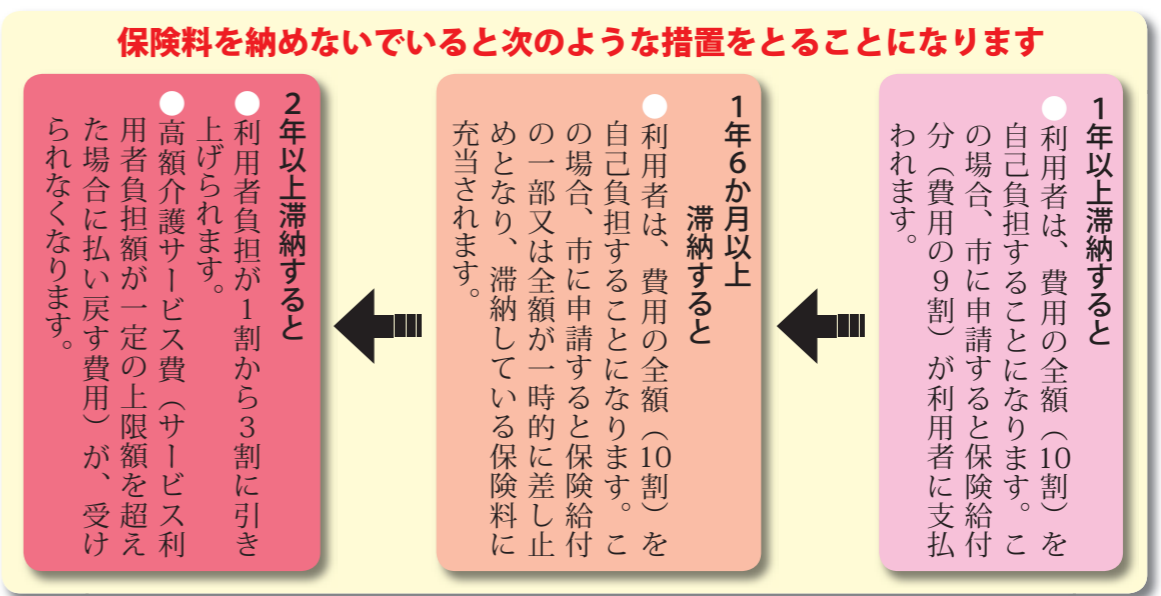 保険料を納めないでいると次のような措置をとることになります
1年以上滞納すると
●利用者は、費用の全額（10割）を
自己負担することになります。こ
の場合、市に申請すると保険給付
分（費用の９割）が利用者に支払
われます。
1年6か月以上
滞納すると
●利用者は、費用の全額（10割）を
自己負担することになります。こ
の場合、市に申請すると保険給付
の一部又は全額が一時的に差し止
めとなり、滞納している保険料に
充当されます。
2年以上滞納すると
●利用者負担が１割から３割に引き
上げられます。
●高額介護サービス費（サービス利
用者負担額が一定の上限額を超え
た場合に払い戻す費用）が、受け
られなくなります。